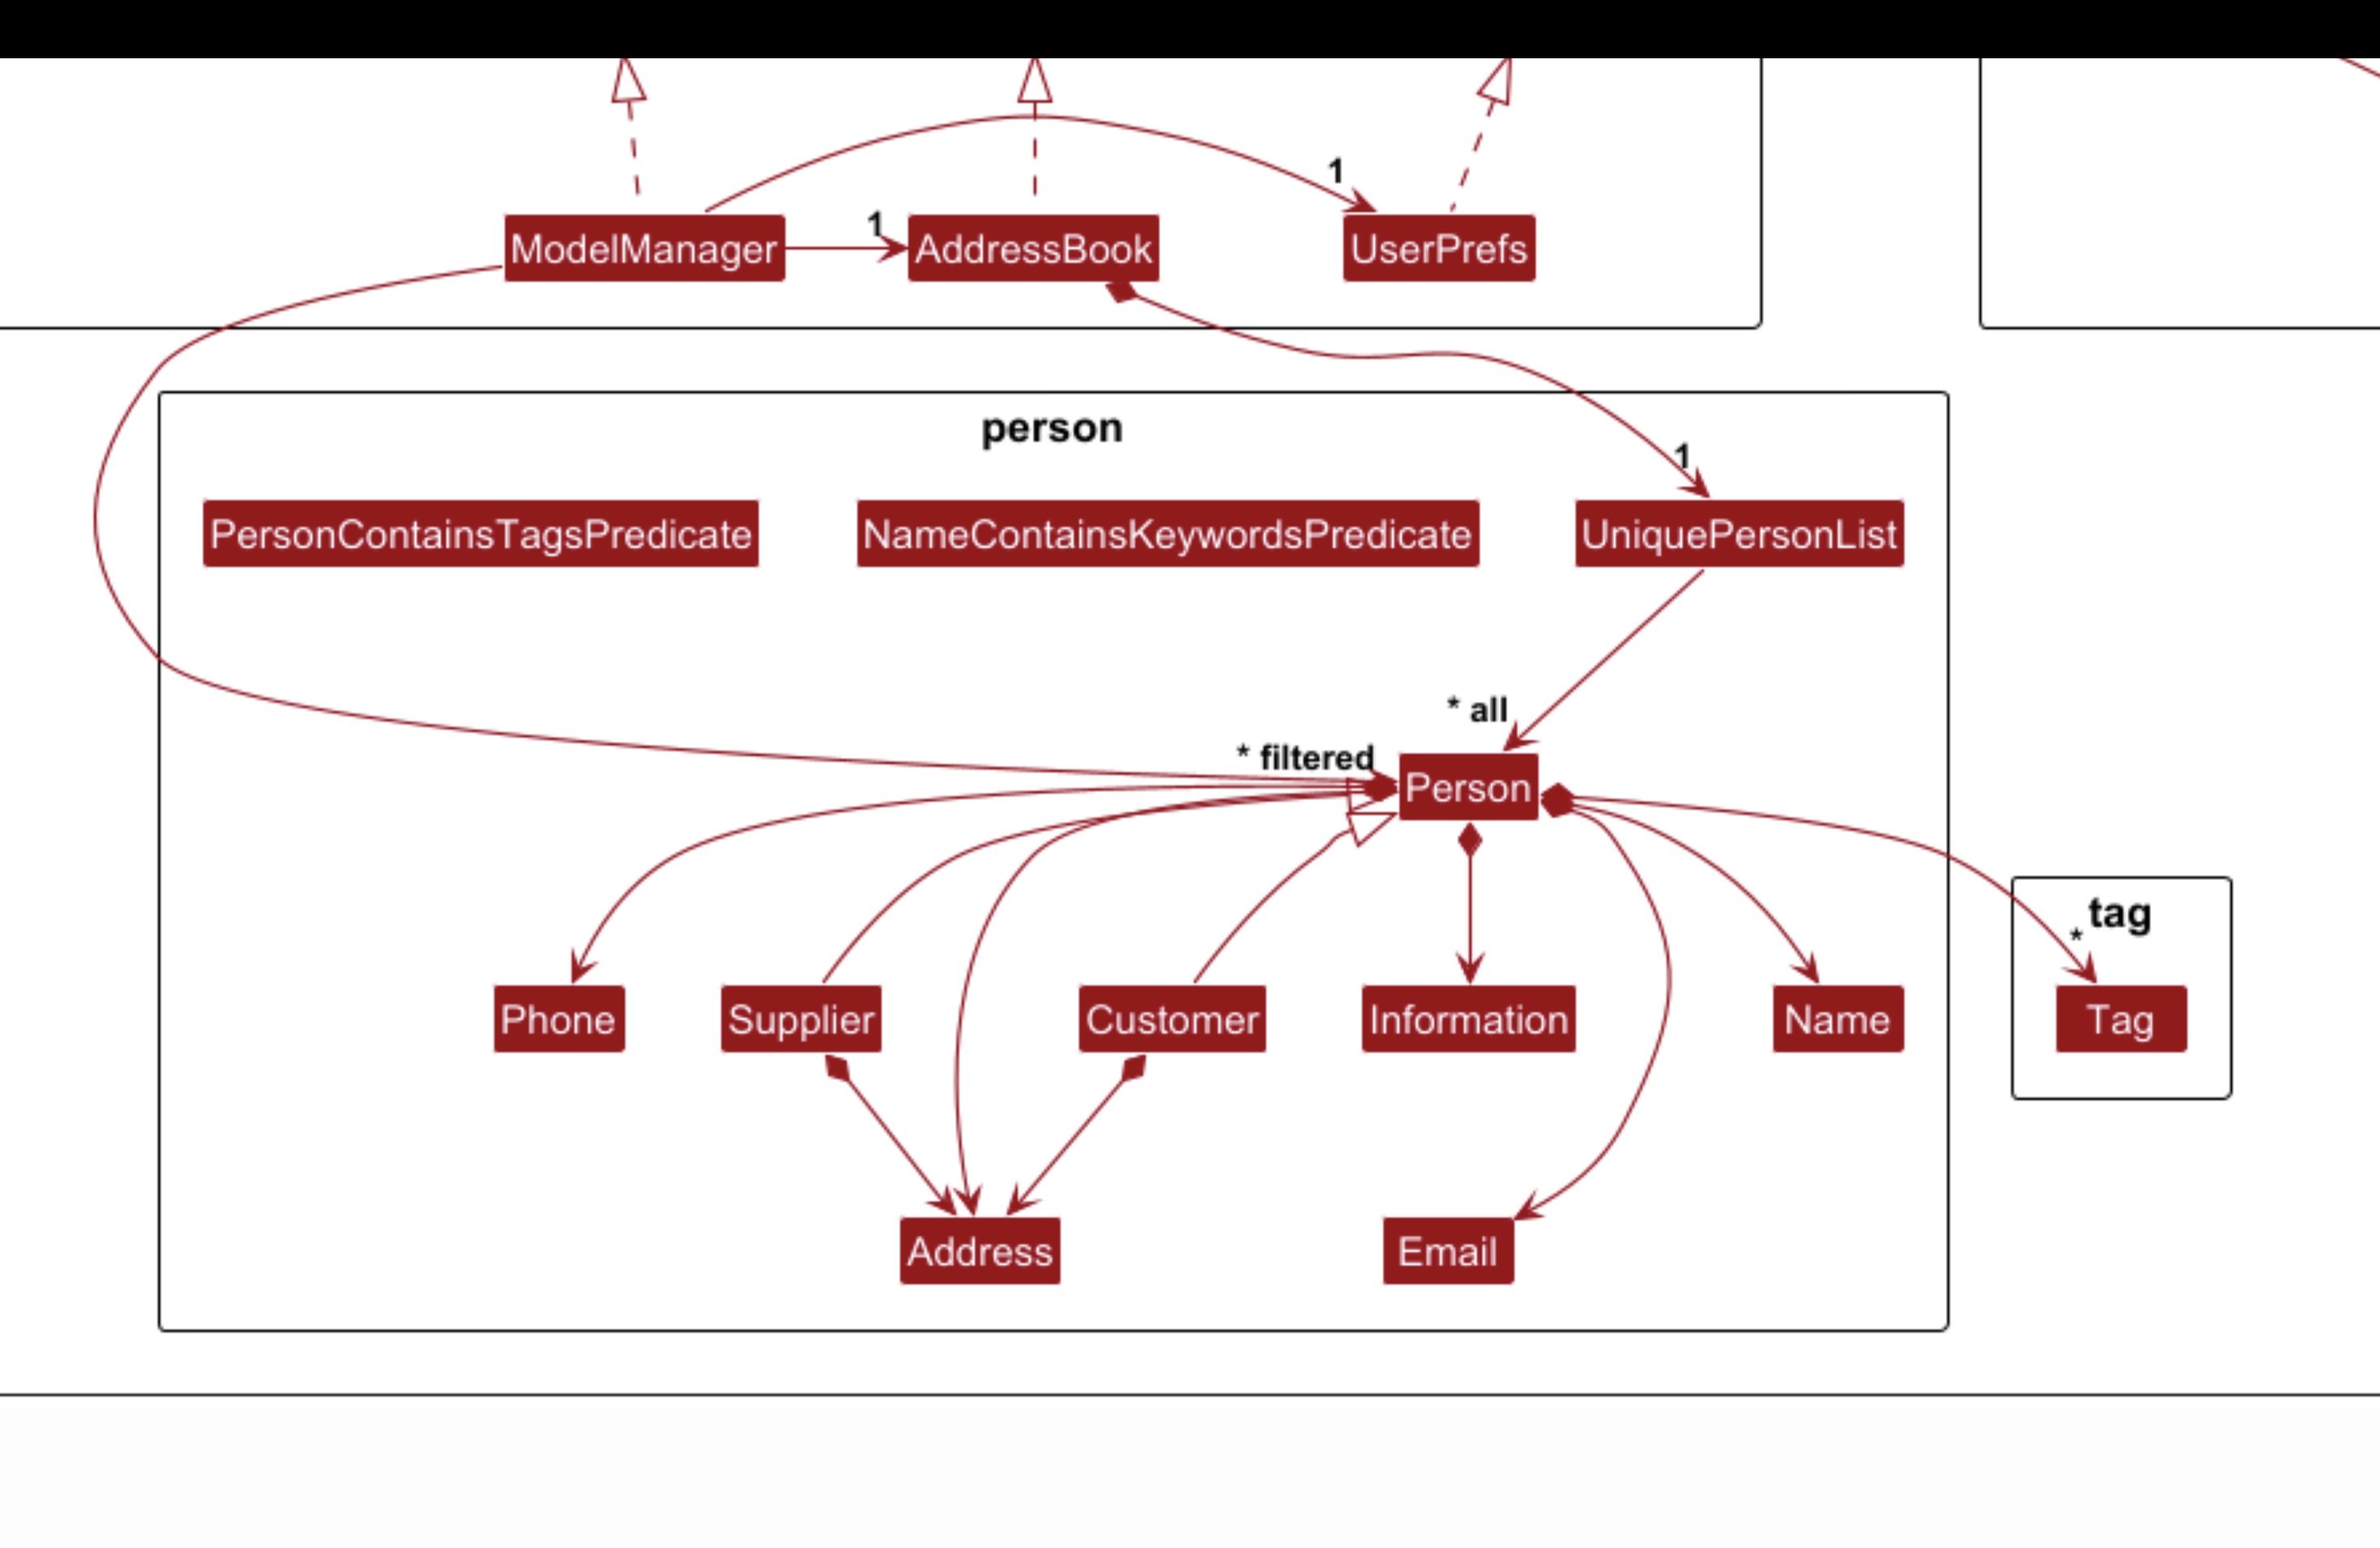 1
1
ModelManager
AddressBook
UserPrefs
person
1
PersonContainsTagsPredicate
NameContainsKeywordsPredicate
UniquePersonList
* all
* filtered
Person
tag
*
Phone
Supplier
Customer
Information
Name
Tag
Address
Email